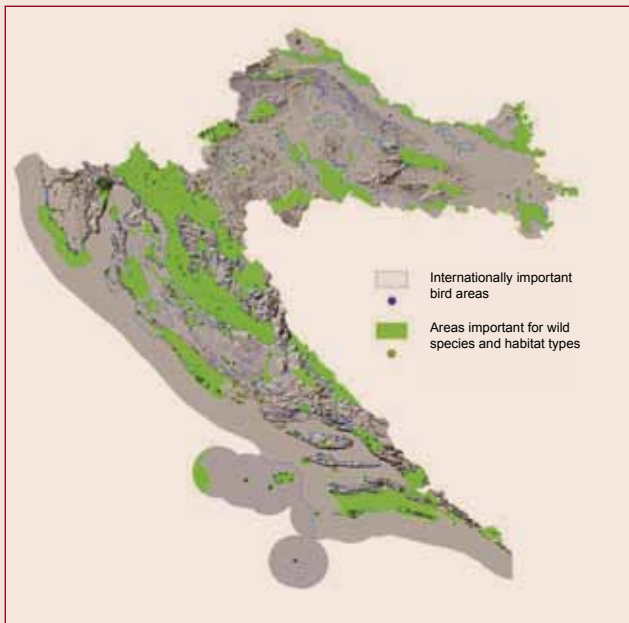 Internationally important
bird areas
Areas important for wild
species and habitat types